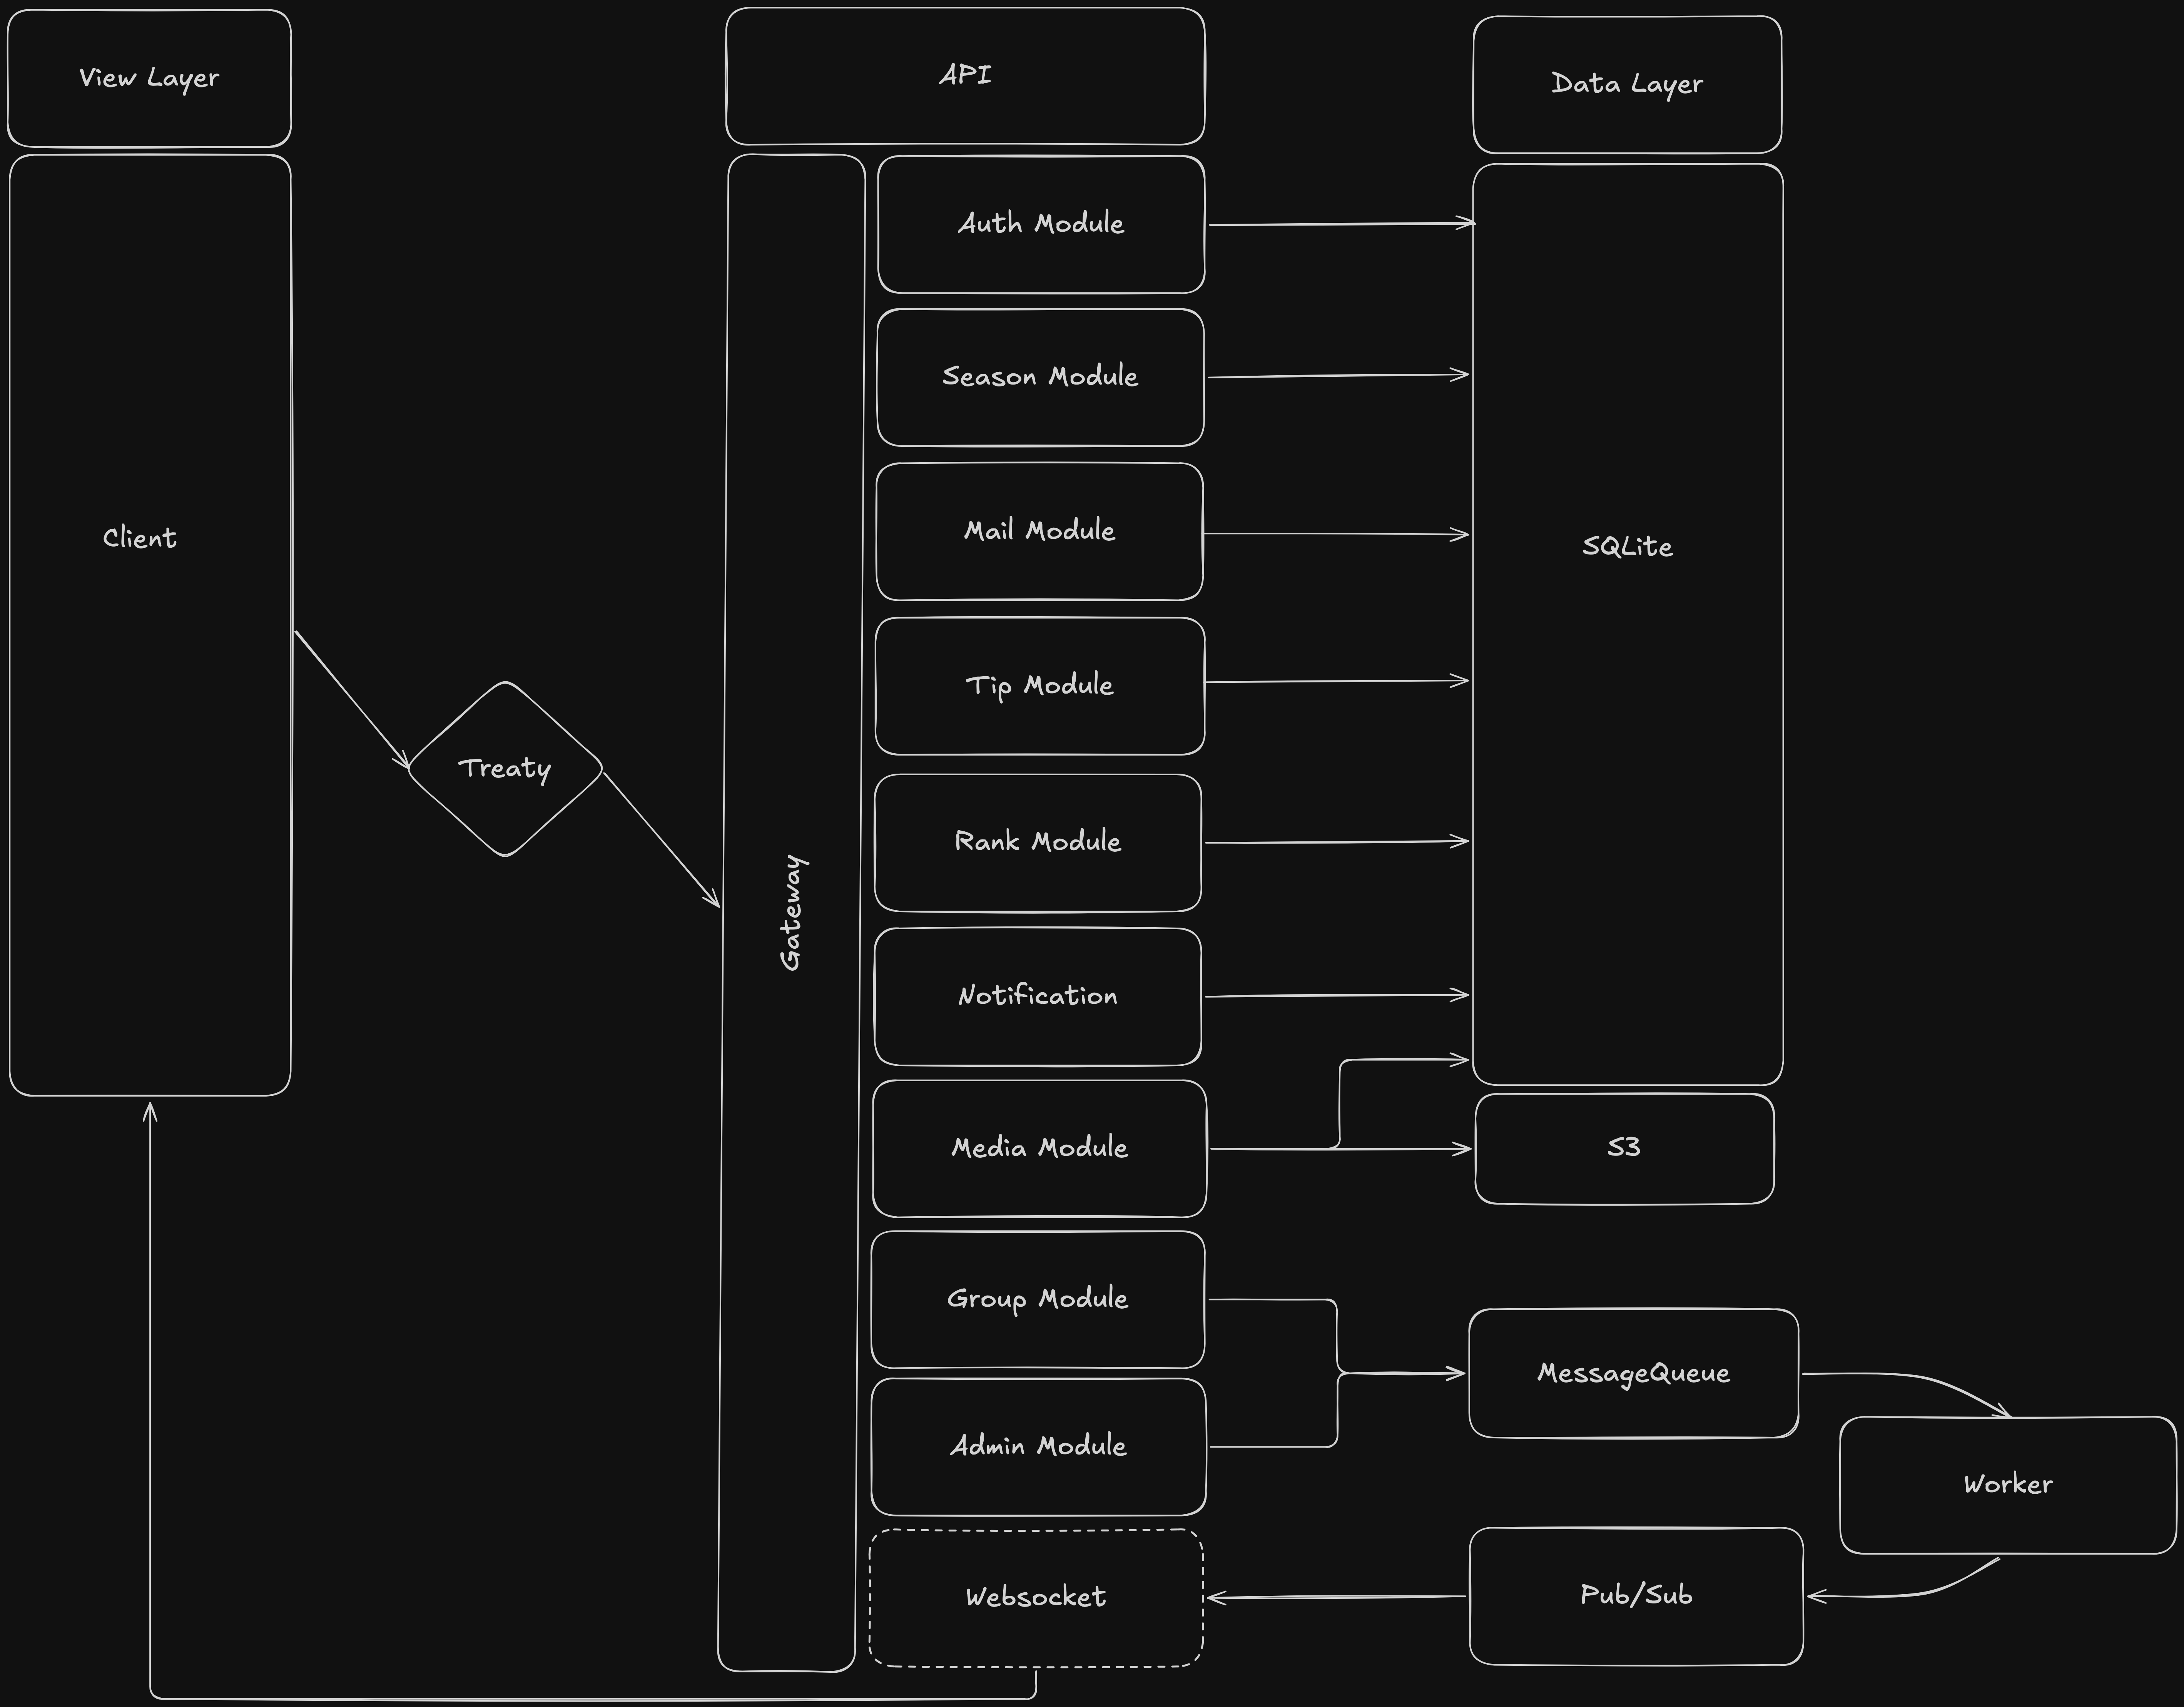 View Layer
API
Data Layer
Client
Treaty
Gateway
Auth Module
Season Module
Mail Module
Tip Module
Rank Module
Notification
Media Module
Group Module
Admin Module
Websocket
SQLite
S3
MessageQueue
Worker
Pub/Sub